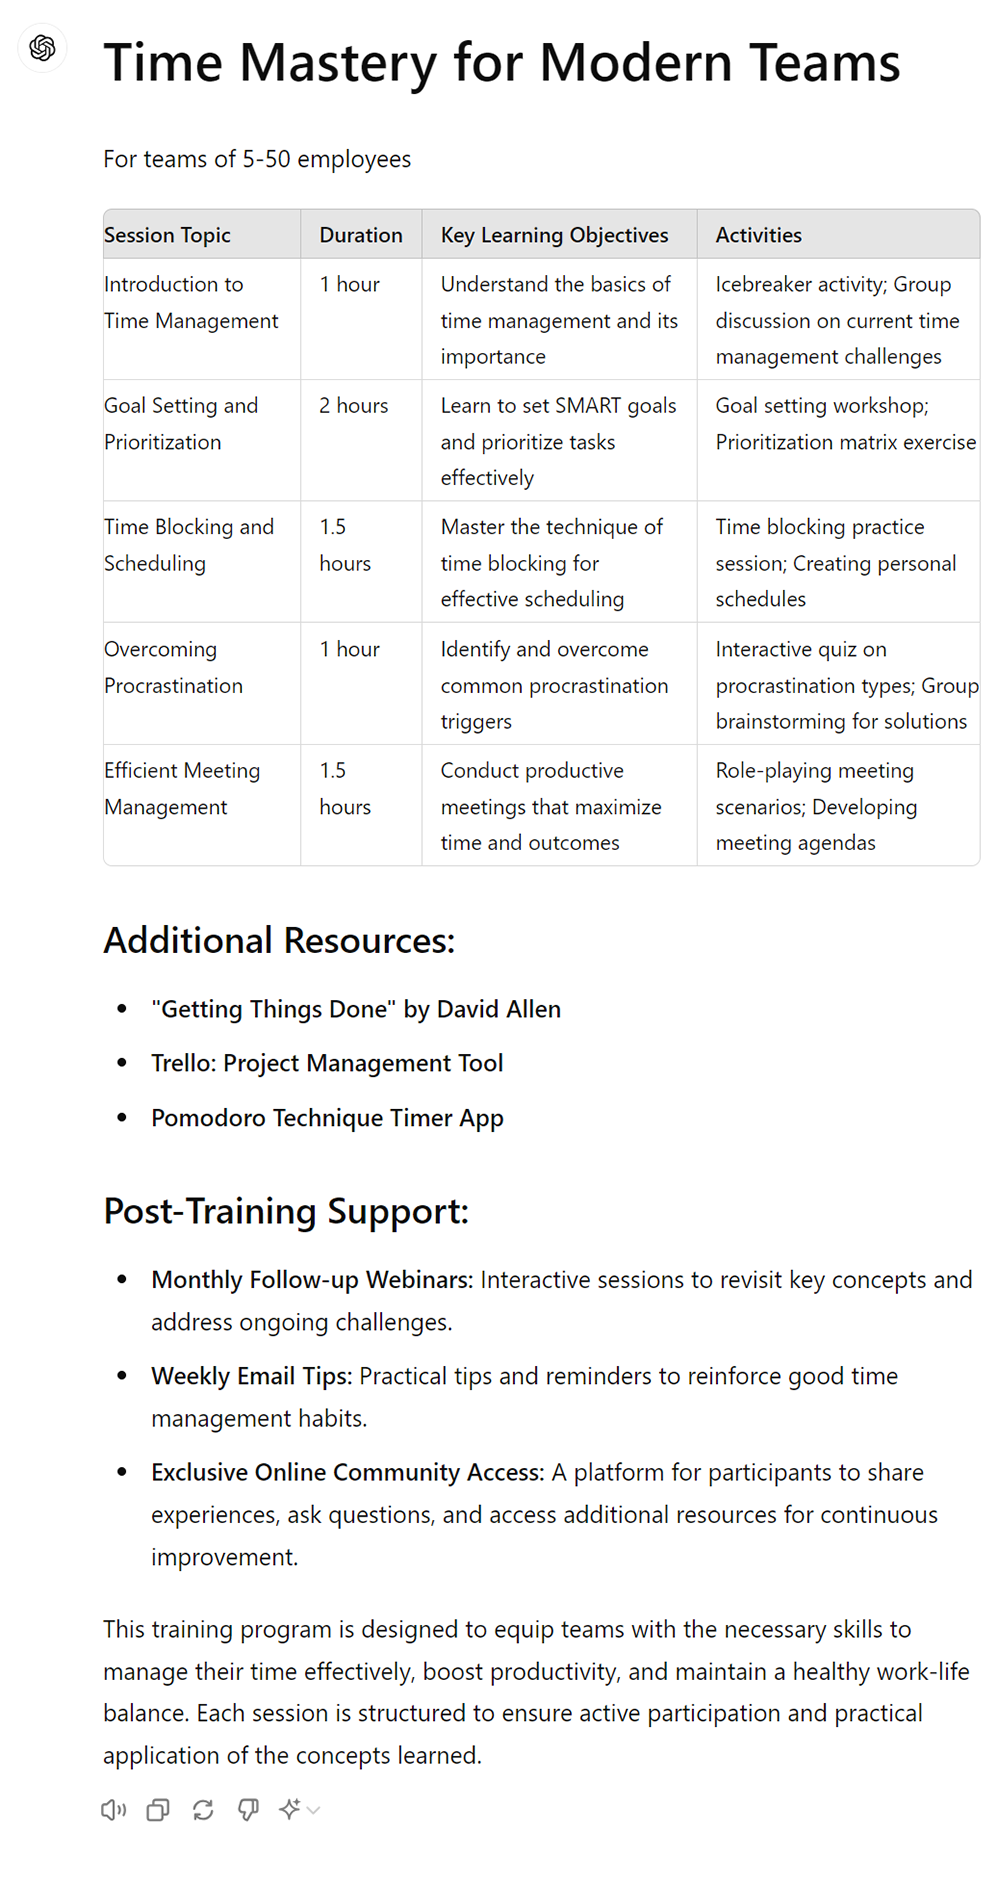 Time Mastery for Modern Teams
For teams of 5-50 employees
Session Topic Duration Key Learning Objectives Activities
Introduction to 1 hour Understand the basics of Icebreaker activity; Group
Time Management time management and its discussion on current time
importance management challenges
Goal Setting and 2 hours Learn to set SMART goals Goal setting workshop;
Prioritization and prioritize tasks Prioritization matrix exercise
effectively
Time Blocking and 1.5 Master the technique of Time blocking practice
Scheduling hours time blocking for session; Creating personal
effective scheduling schedules
Overcoming 1 hour Identify and overcome Interactive quiz on
Procrastination common procrastination procrastination types; Group
triggers brainstorming for solutions
Efficient Meeting 1.5 Conduct productive Role-playing meeting
Management hours meetings that maximize scenarios; Developing
time and outcomes meeting agendas
Additional Resources:
• "Getting Things Done" by David Allen
• Trello: Project Management Tool
• Pomodoro Technique Timer App
Post-Training Support:
• Monthly Follow-up Webinars: Interactive sessions to revisit key concepts and
address ongoing challenges.
• Weekly Email Tips: Practical tips and reminders to reinforce good time
management habits.
• Exclusive Online Community Access: A platform for participants to share
experiences, ask questions, and access additional resources for continuous
improvement.
This training program is designed to equip teams with the necessary skills to
manage their time effectively, boost productivity, and maintain a healthy work-life
balance. Each session is structured to ensure active participation and practical
application of the concepts learned.